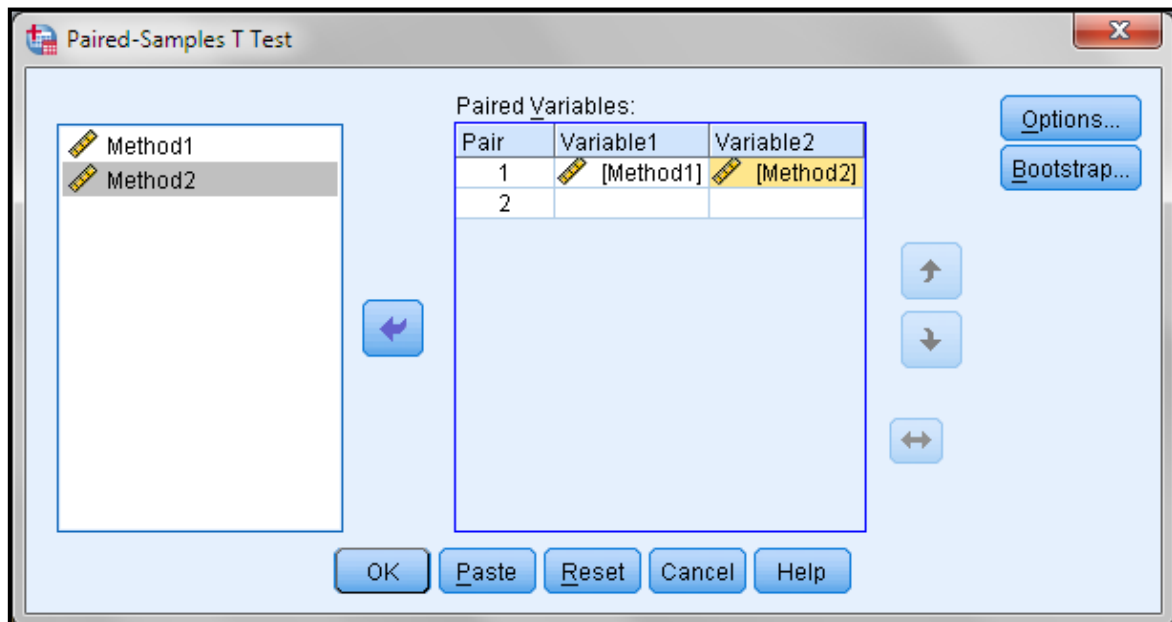 Paired-Samples T Test
x
Method1
Method2
Paired Variables:
Pair Variable1 Variable2
1 [Method1] [Method2]
2
Options...
Bootstrap...
OK Paste Reset Cancel Help